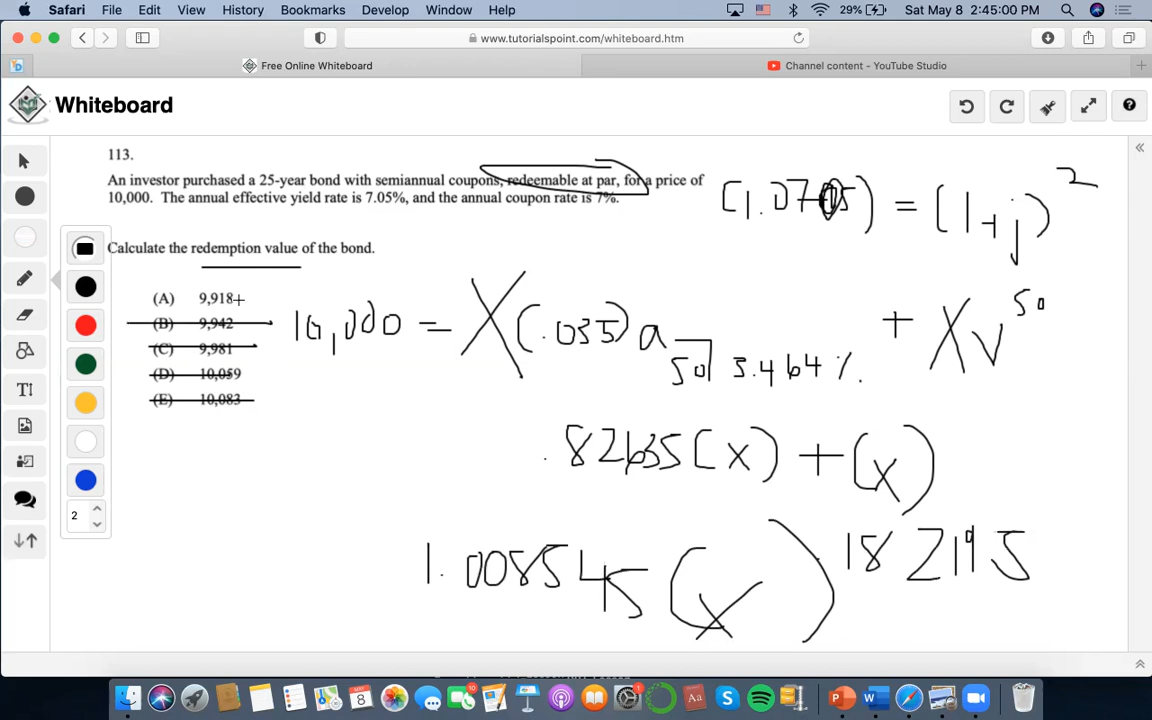 Safari File Edit View History Bookmarks Develop Window Help 29% Sat May 8 2:45:00 PM
www.tutorialspoint.com/whiteboard.htm
Free Online Whiteboard Channel content - YouTube Studio
Whiteboard
113.
An investor purchased a 25-year bond with semiannual coupons, redeemable at par, for a price of
10,000. The annual effective yield rate is 7.05%, and the annual coupon rate is 7%.
Calculate the redemption value of the bond.
(A) 9,918
(B) 9,942
(C) 9,981
(D) 10,059
(E) 10,083
(1.0705) = (1+j)^2
10,000 = X(.035)a 50 3.464% + Xv^50
.82635(x) + (x) .182195
1.008545(x)
2